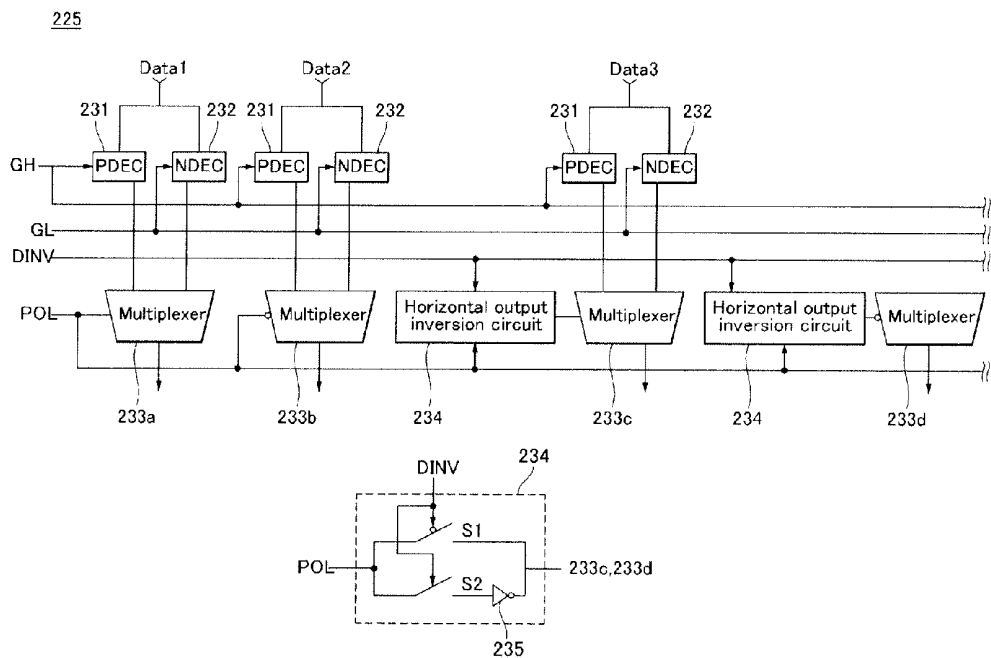 225
Data1 Data2 Data3
231 232 231 232 231 232
GH PDEC NDEC PDEC NDEC PDEC NDEC
GL
DINV
POL Multiplexer Multiplexer Horizontal output Multiplexer Horizontal output Multiplexer
inversion circuit inversion circuit
233a 233b 234 233c 234 233d
DINV 234
S1
POL S2 233c,233d
235